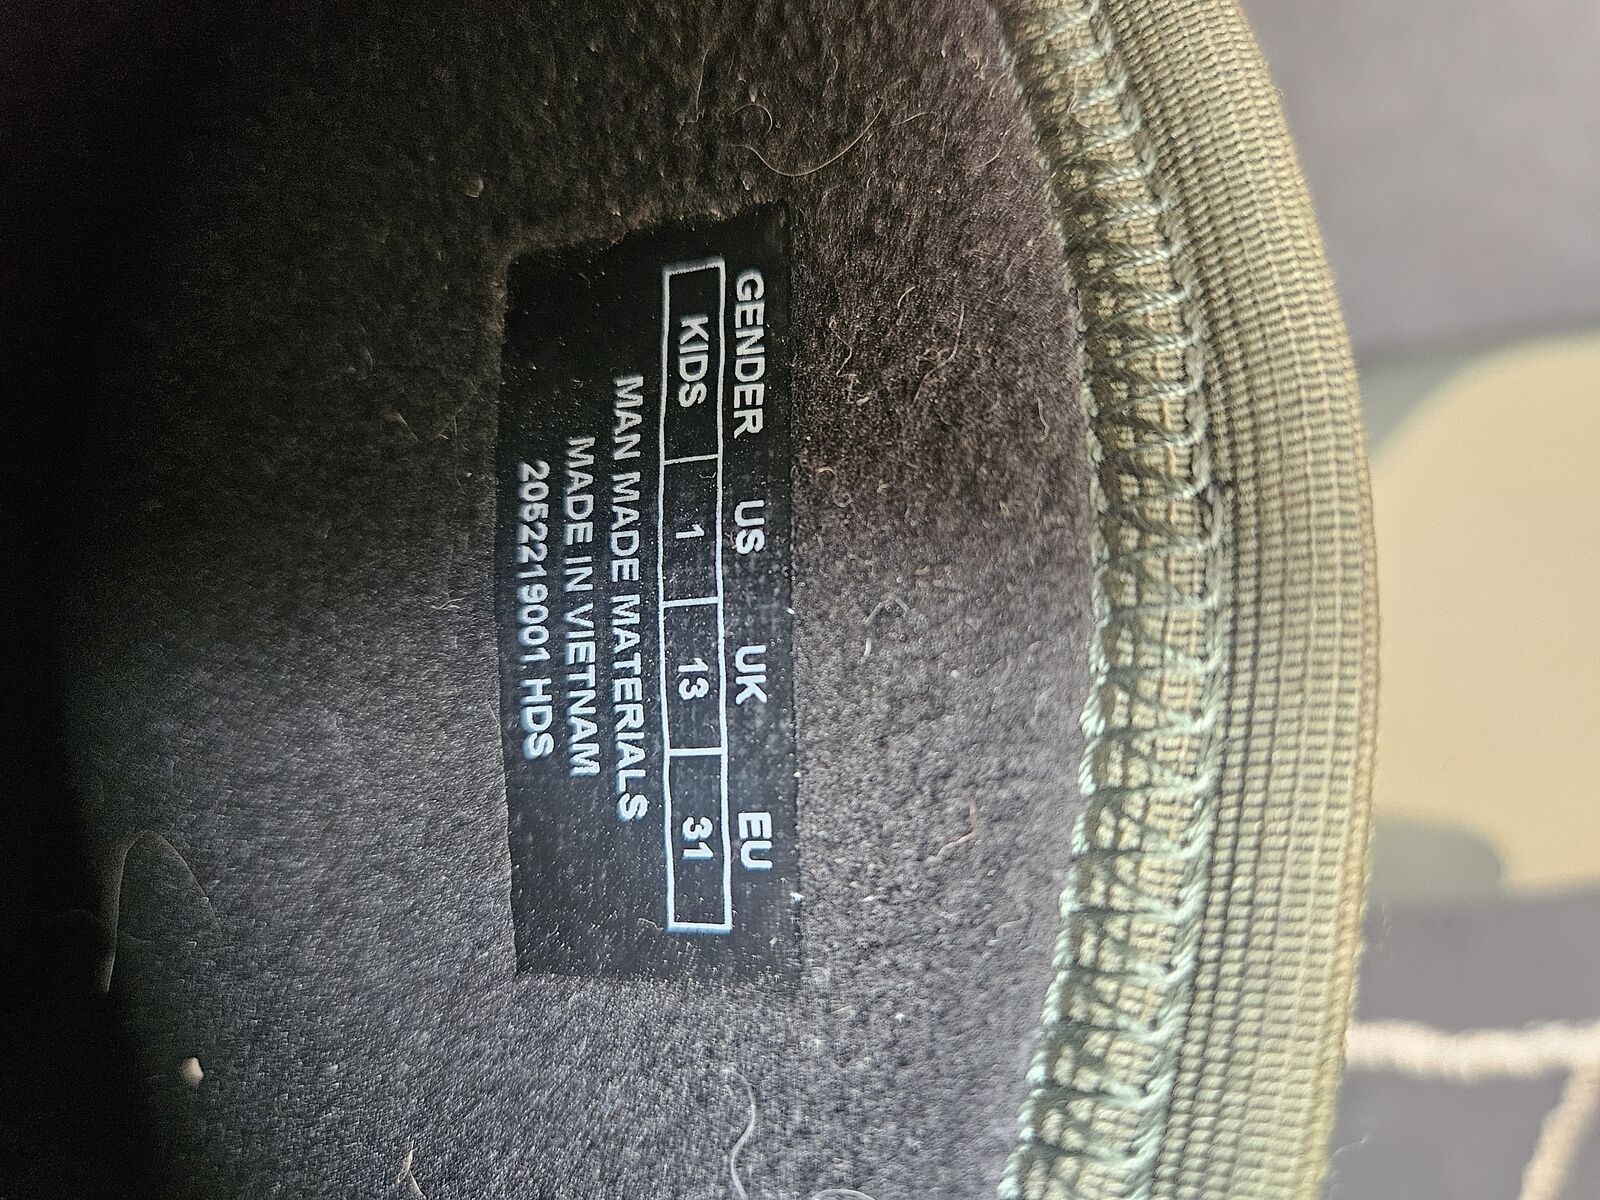 GENDER US UK EU
KIDS 1 13 31
MAN MADE MATERIALS
MADE IN VIETNAM
2052219001 HDS